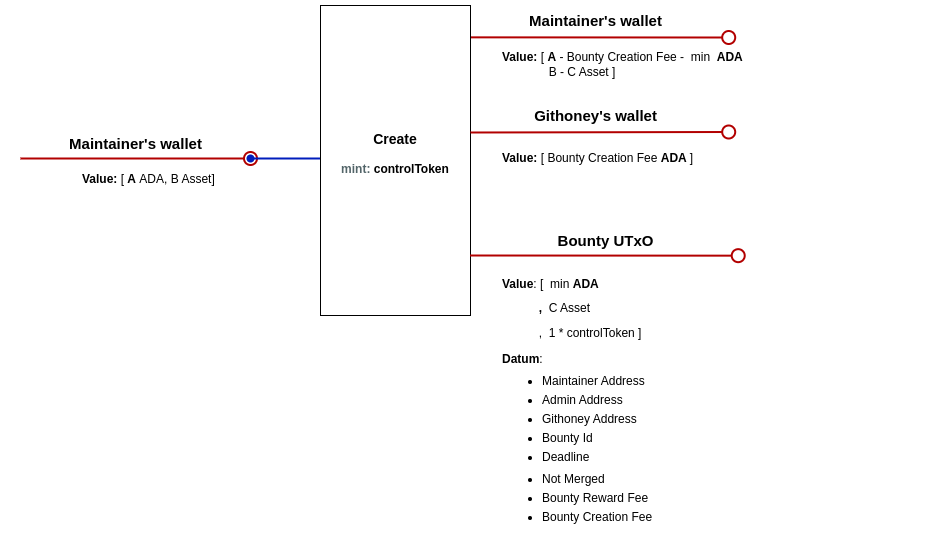 Maintainer's wallet
Value: [ A ADA, B Asset]
Create
mint: controlToken
Maintainer's wallet
Value: [ A - Bounty Creation Fee - min ADA
B - C Asset ]
Githoney's wallet
Value: [ Bounty Creation Fee ADA ]
Bounty UTxO
Value: [ min ADA
, C Asset
, 1 * controlToken ]
Datum:
• Maintainer Address
• Admin Address
• Githoney Address
• Bounty Id
• Deadline
• Not Merged
• Bounty Reward Fee
• Bounty Creation Fee